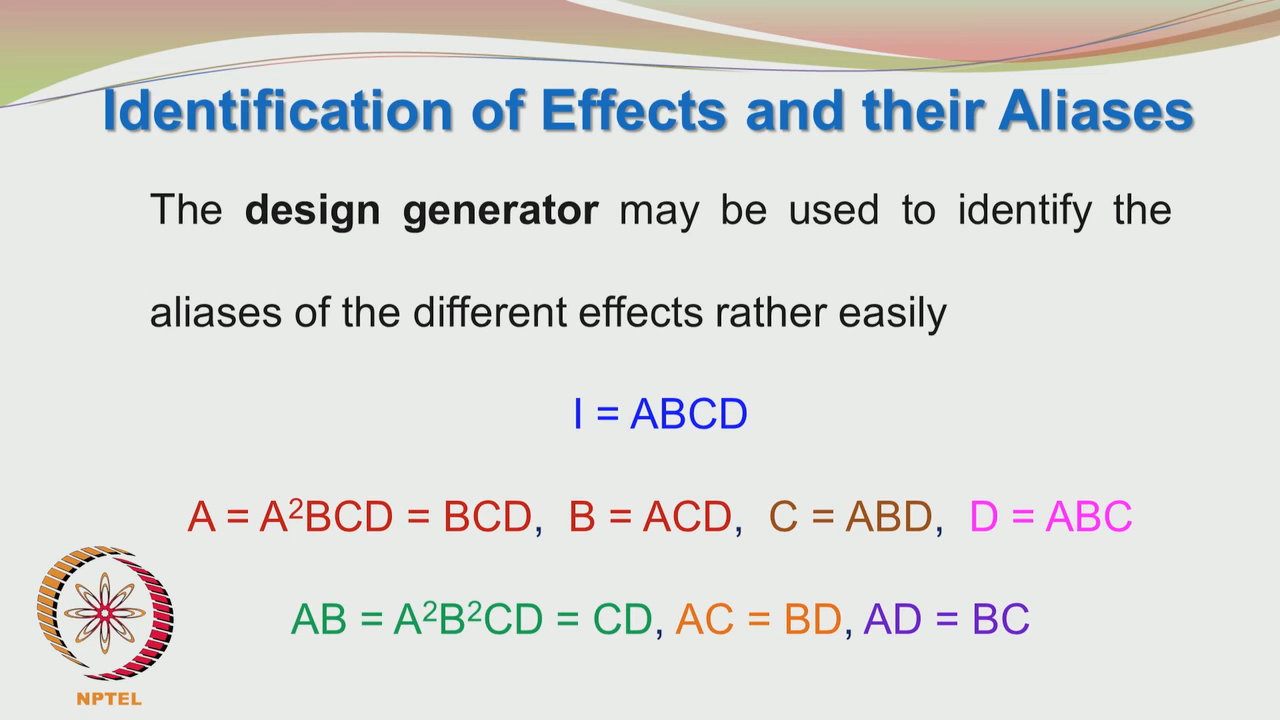 Identification of Effects and their Aliases
The design generator may be used to identify the
aliases of the different effects rather easily
I = ABCD
A = A²BCD = BCD, B = ACD, C = ABD, D = ABC
AB = A²B²CD = CD, AC = BD, AD = BC
NPTEL